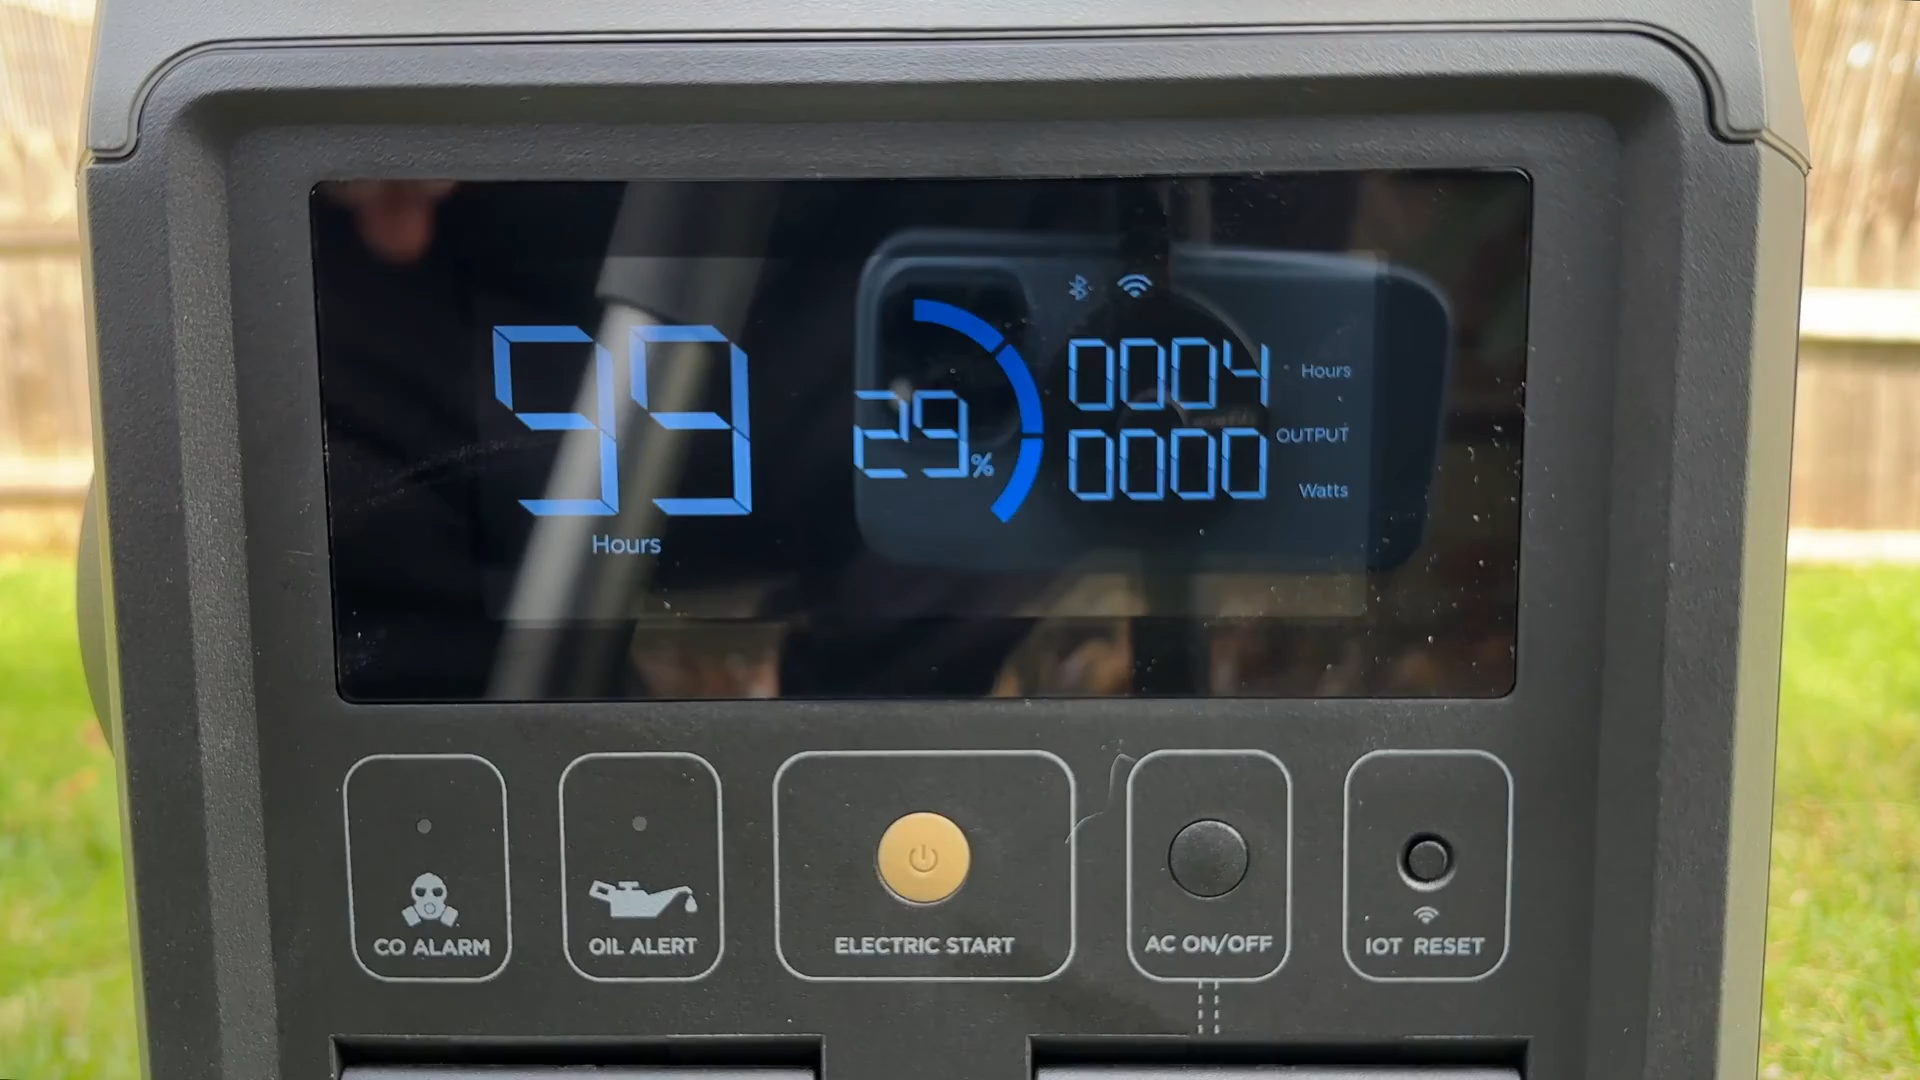 99
Hours
29%
0004 Hours
OUTPUT
0000 Watts
CO ALARM
OIL ALERT
ELECTRIC START
AC ON/OFF
IOT RESET